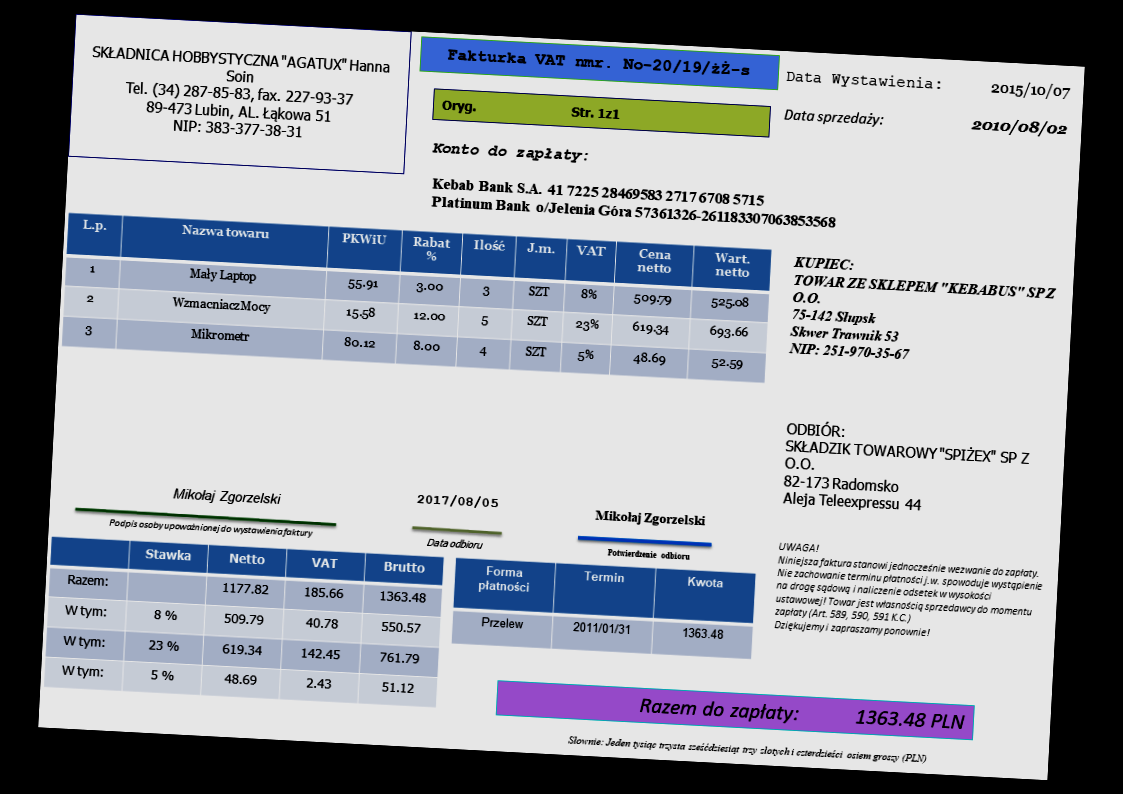 SKŁADNICA HOBBYSTYCZNA "AGATUX" Hanna
Soin
Tel. (34) 287-85-83, fax. 227-93-37
89-473 Lubin, AL. Łąkowa 51
NIP: 383-377-38-31
Fakturka VAT nmr. No-20/19/żŻ-s
Oryg. Str. 1z1
Data Wystawienia: 2015/10/07
Data sprzedaży: 2010/08/02
Konto do zapłaty:
Kebab Bank S.A. 41 7225 28469583 2717 6708 5715
Platinum Bank o/Jelenia Góra 57361326-261183307063853568
L.p. Nazwa towaru PKWiU Rabat % Ilość J.m. VAT Cena netto Wart. netto
1 Mały Laptop 55.91 3.00 3 SZT 8% 509.79 525.08
2 Wzmacniacz Mocy 15.58 12.00 5 SZT 23% 619.34 693.66
3 Mikrometr 80.12 8.00 4 SZT 5% 48.69 52.59
KUPIEC:
TOWAR ZE SKLEPEM "KEBABUS" SP Z
O.O.
75-142 Słupsk
Skwer Trawnik 53
NIP: 251-970-35-67
ODBIÓR:
SKŁADZIK TOWAROWY "SPIŻEX" SP Z
O.O.
82-173 Radomsko
Aleja Teleexpressu 44
Mikołaj Zgorzelski
Podpis osoby upoważnionej do wystawienia faktury
2017/08/05
Data odbioru
Mikołaj Zgorzelski
Potwierdzenie odbioru
Stawka Netto VAT Brutto
Razem: 1177.82 185.66 1363.48
W tym: 8 % 509.79 40.78 550.57
W tym: 23 % 619.34 142.45 761.79
W tym: 5 % 48.69 2.43 51.12
Forma płatności Termin Kwota
Przelew 2011/01/31 1363.48
UWAGA!
Niniejsza faktura stanowi jednocześnie wezwanie do zapłaty.
Nie zachowanie terminu płatności j.w. spowoduje wystąpienie
na drogę sądową i naliczenie odsetek w wysokości
ustawowej! Towar jest własnością sprzedawcy do momentu
zapłaty (Art. 589, 590, 591 K.C.)
Dziękujemy i zapraszamy ponownie!
Razem do zapłaty: 1363.48 PLN
Słownie: Jeden tysiąc trzysta sześćdziesiąt trzy złotych i czterdzieści osiem groszy (PLN)